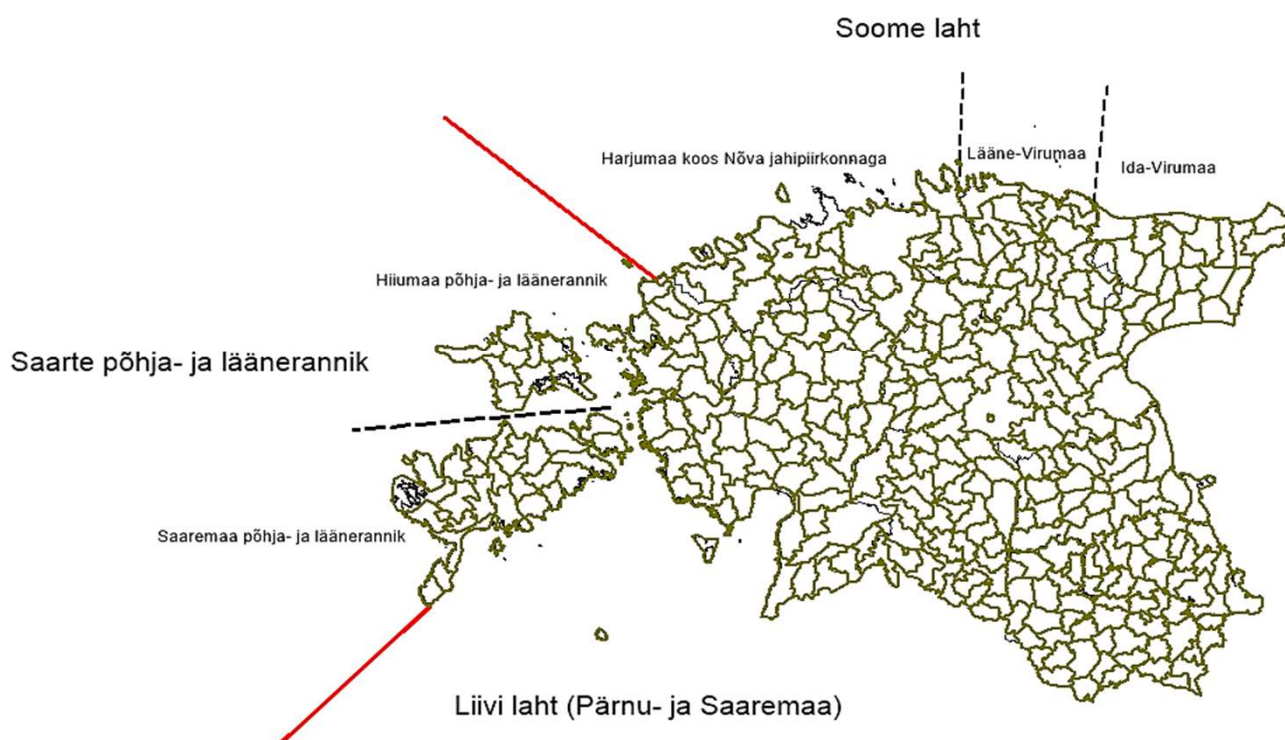 Soome laht
Harjumaa koos Nõva jahipiirkonnaga
Lääne-Virumaa
Ida-Virumaa
Hiiumaa põhja- ja läänerannik
Saarte põhja- ja läänerannik
Saaremaa põhja- ja läänerannik
Liivi laht (Pärnu- ja Saaremaa)